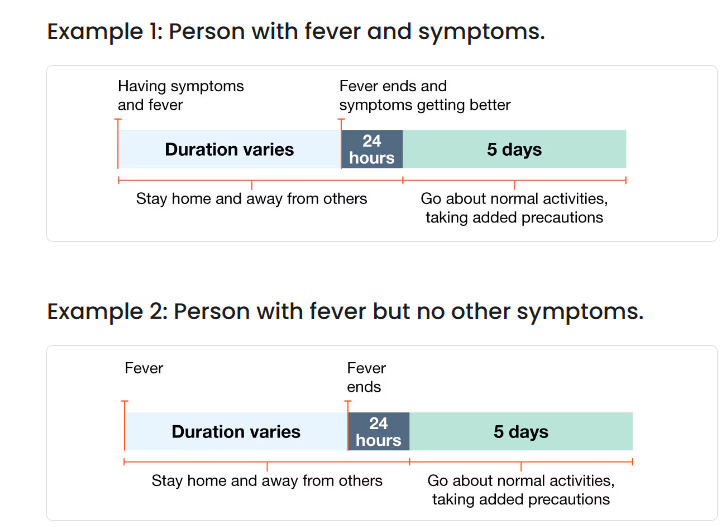 Example 1: Person with fever and symptoms.
Having symptoms
and fever
Fever ends and
symptoms getting better
Duration varies
24
hours
5 days
Stay home and away from others
Go about normal activities,
taking added precautions
Example 2: Person with fever but no other symptoms.
Fever
Fever
ends
Duration varies
24
hours
5 days
Stay home and away from others
Go about normal activities,
taking added precautions